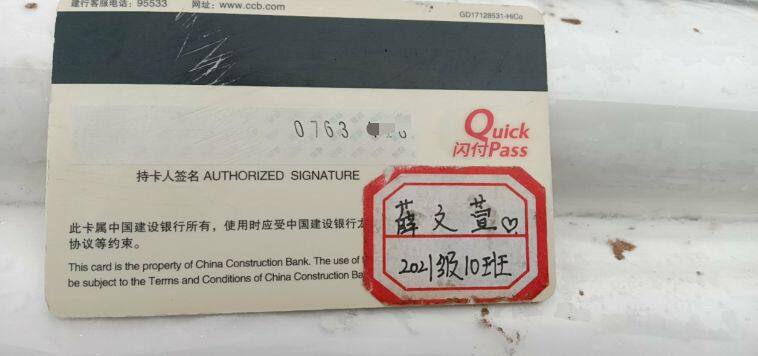 建行客服电话：95533 网址：www.ccb.com
GD17128531-HiCo
0763
Quick
闪付Pass
持卡人签名 AUTHORIZED SIGNATURE
此卡属中国建设银行所有，使用时应受中国建设银行
协议等约束。
This card is the property of China Construction Bank. The use of
be subject to the Terms and Conditions of China Construction
薛文萱♡
2021级10班